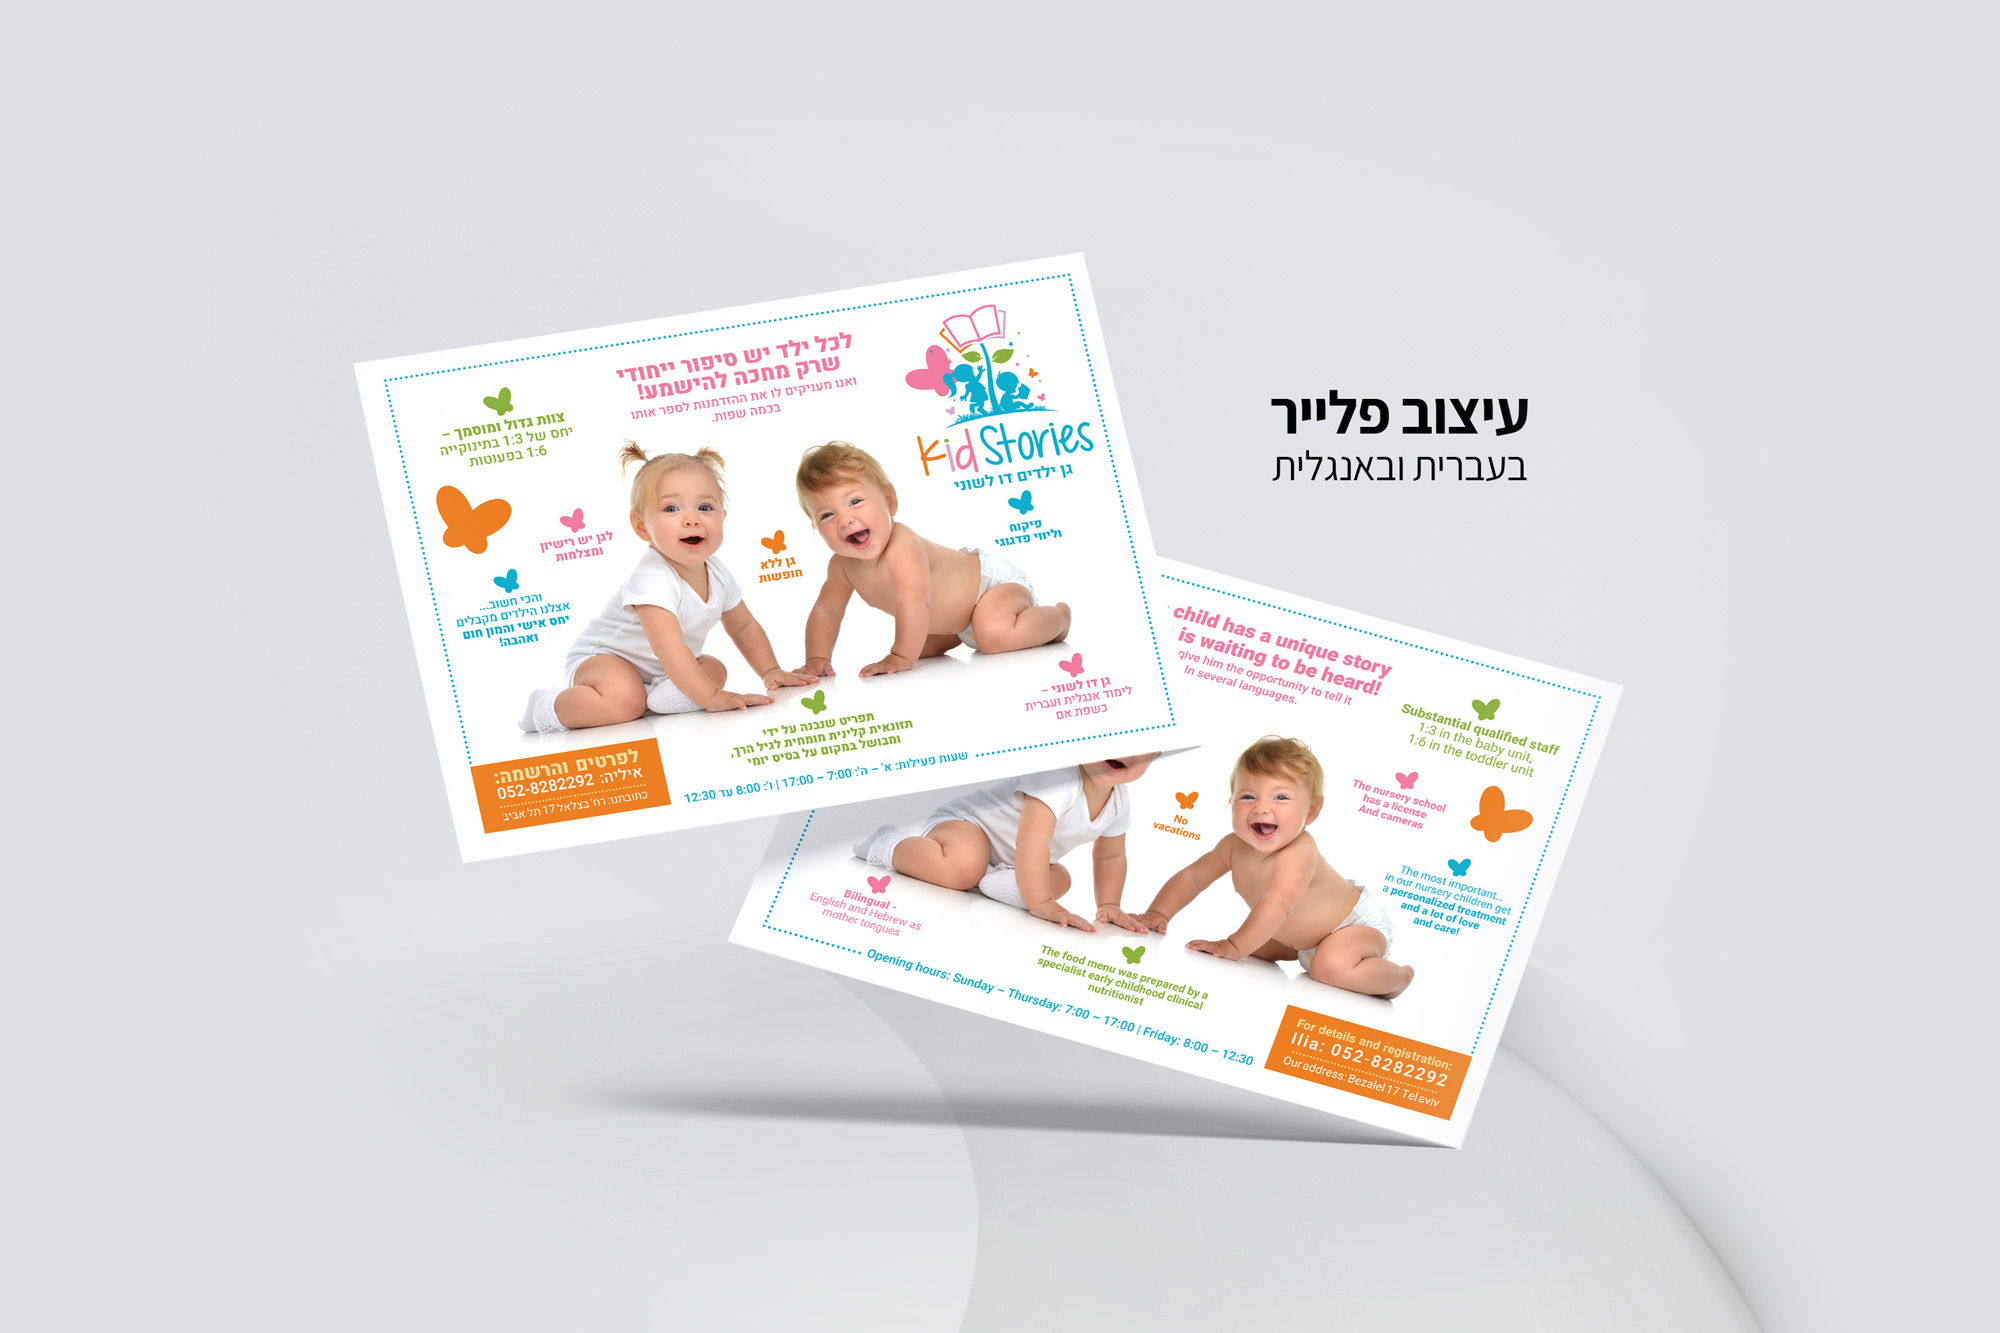 עיצוב פלייר
בעברית ובאנגלית
kid Stories
גן ילדים דו לשוני
לכל ילד יש סיפור ייחודי
שרק מחכה להישמע!
ואנו מעניקים לו את ההזדמנות לספר אותו
בכמה שפות.
צוות גדול ומוסמך –
יחס של 1:3 בתינוקייה
1:6 בפעוטות
לגן יש רישיון
ומצלמות
גן ללא
חופשות
פיקוח
וליווי פדגוגי
והכי חשוב...
אצלנו הילדים מקבלים
יחס אישי והמון חום
ואהבה!
גן דו לשוני –
לימוד אנגלית ועברית
כשפת אם
תפריט שנבנה על ידי
תזונאית קלינית מומחית לגיל הרך,
ומבושל במקום על בסיס יומי
שעות פעילות: א' – ה': 7:00 – 17:00 | ו': 8:00 עד 12:30
לפרטים והרשמה:
איליה: 052-8282292
כתובתנו: רח' בצלאל 17 תל אביב
child has a unique story
is waiting to be heard!
give him the opportunity to tell it
In several languages.
Substantial qualified staff
1:3 in the baby unit,
1:6 in the toddler unit
The nursery school
has a license
And cameras
No
vacations
The most important...
in our nursery children get
a personalized treatment
and a lot of love
and care!
Bilingual -
English and Hebrew as
mother tongues
The food menu was prepared by a
specialist early childhood clinical
nutritionist
Opening hours: Sunday – Thursday: 7:00 – 17:00 | Friday: 8:00 – 12:30
For details and registration:
Ilia: 052-8282292
Our address: Bezalel 17 Tel aviv